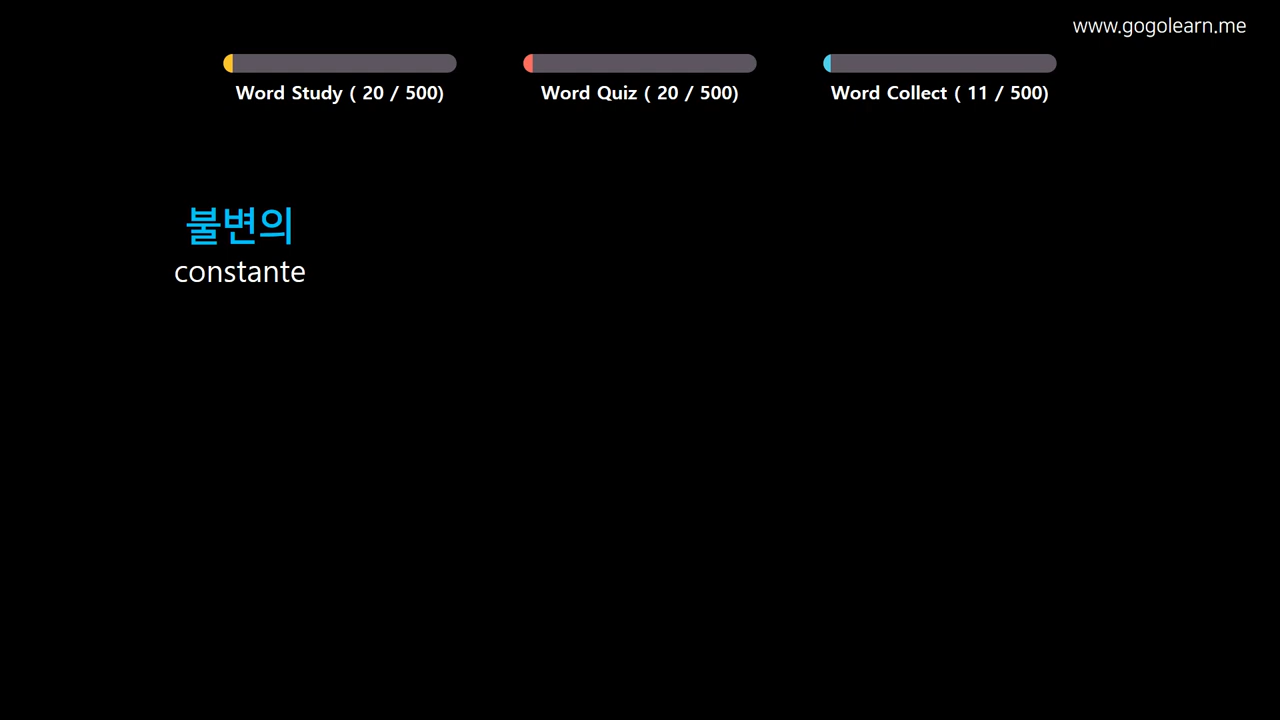 www.gogolearn.me
Word Study ( 20 / 500)
Word Quiz ( 20 / 500)
Word Collect ( 11 / 500)
불변의
constante